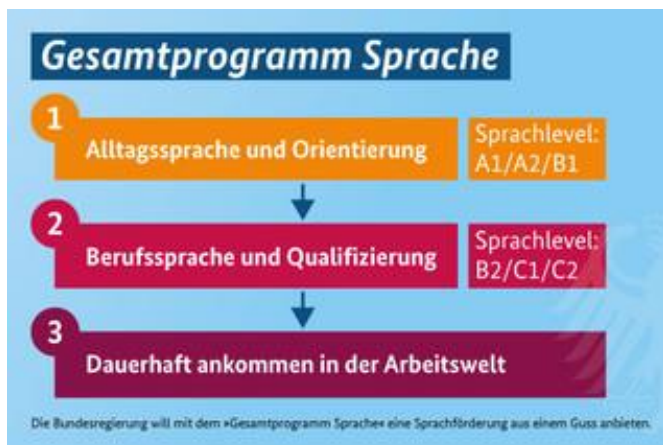 Gesamtprogramm Sprache
1
Alltagssprache und Orientierung
Sprachlevel:
A1/A2/B1
2
Berufssprache und Qualifizierung
Sprachlevel:
B2/C1/C2
3
Dauerhaft ankommen in der Arbeitswelt
Die Bundesregierung will mit dem »Gesamtprogramm Sprache« eine Sprachförderung aus einem Guss anbieten.